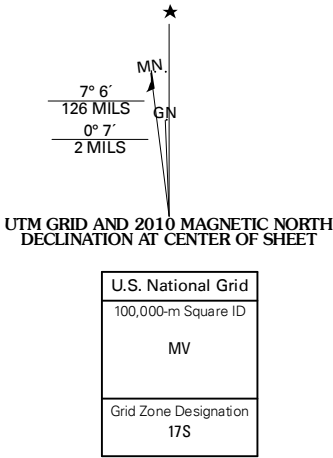 ★
MN.
7° 6´
126 MILS
GN
0° 7´
2 MILS
UTM GRID AND 2010 MAGNETIC NORTH
DECLINATION AT CENTER OF SHEET
U.S. National Grid
100,000-m Square ID
MV
Grid Zone Designation
17S